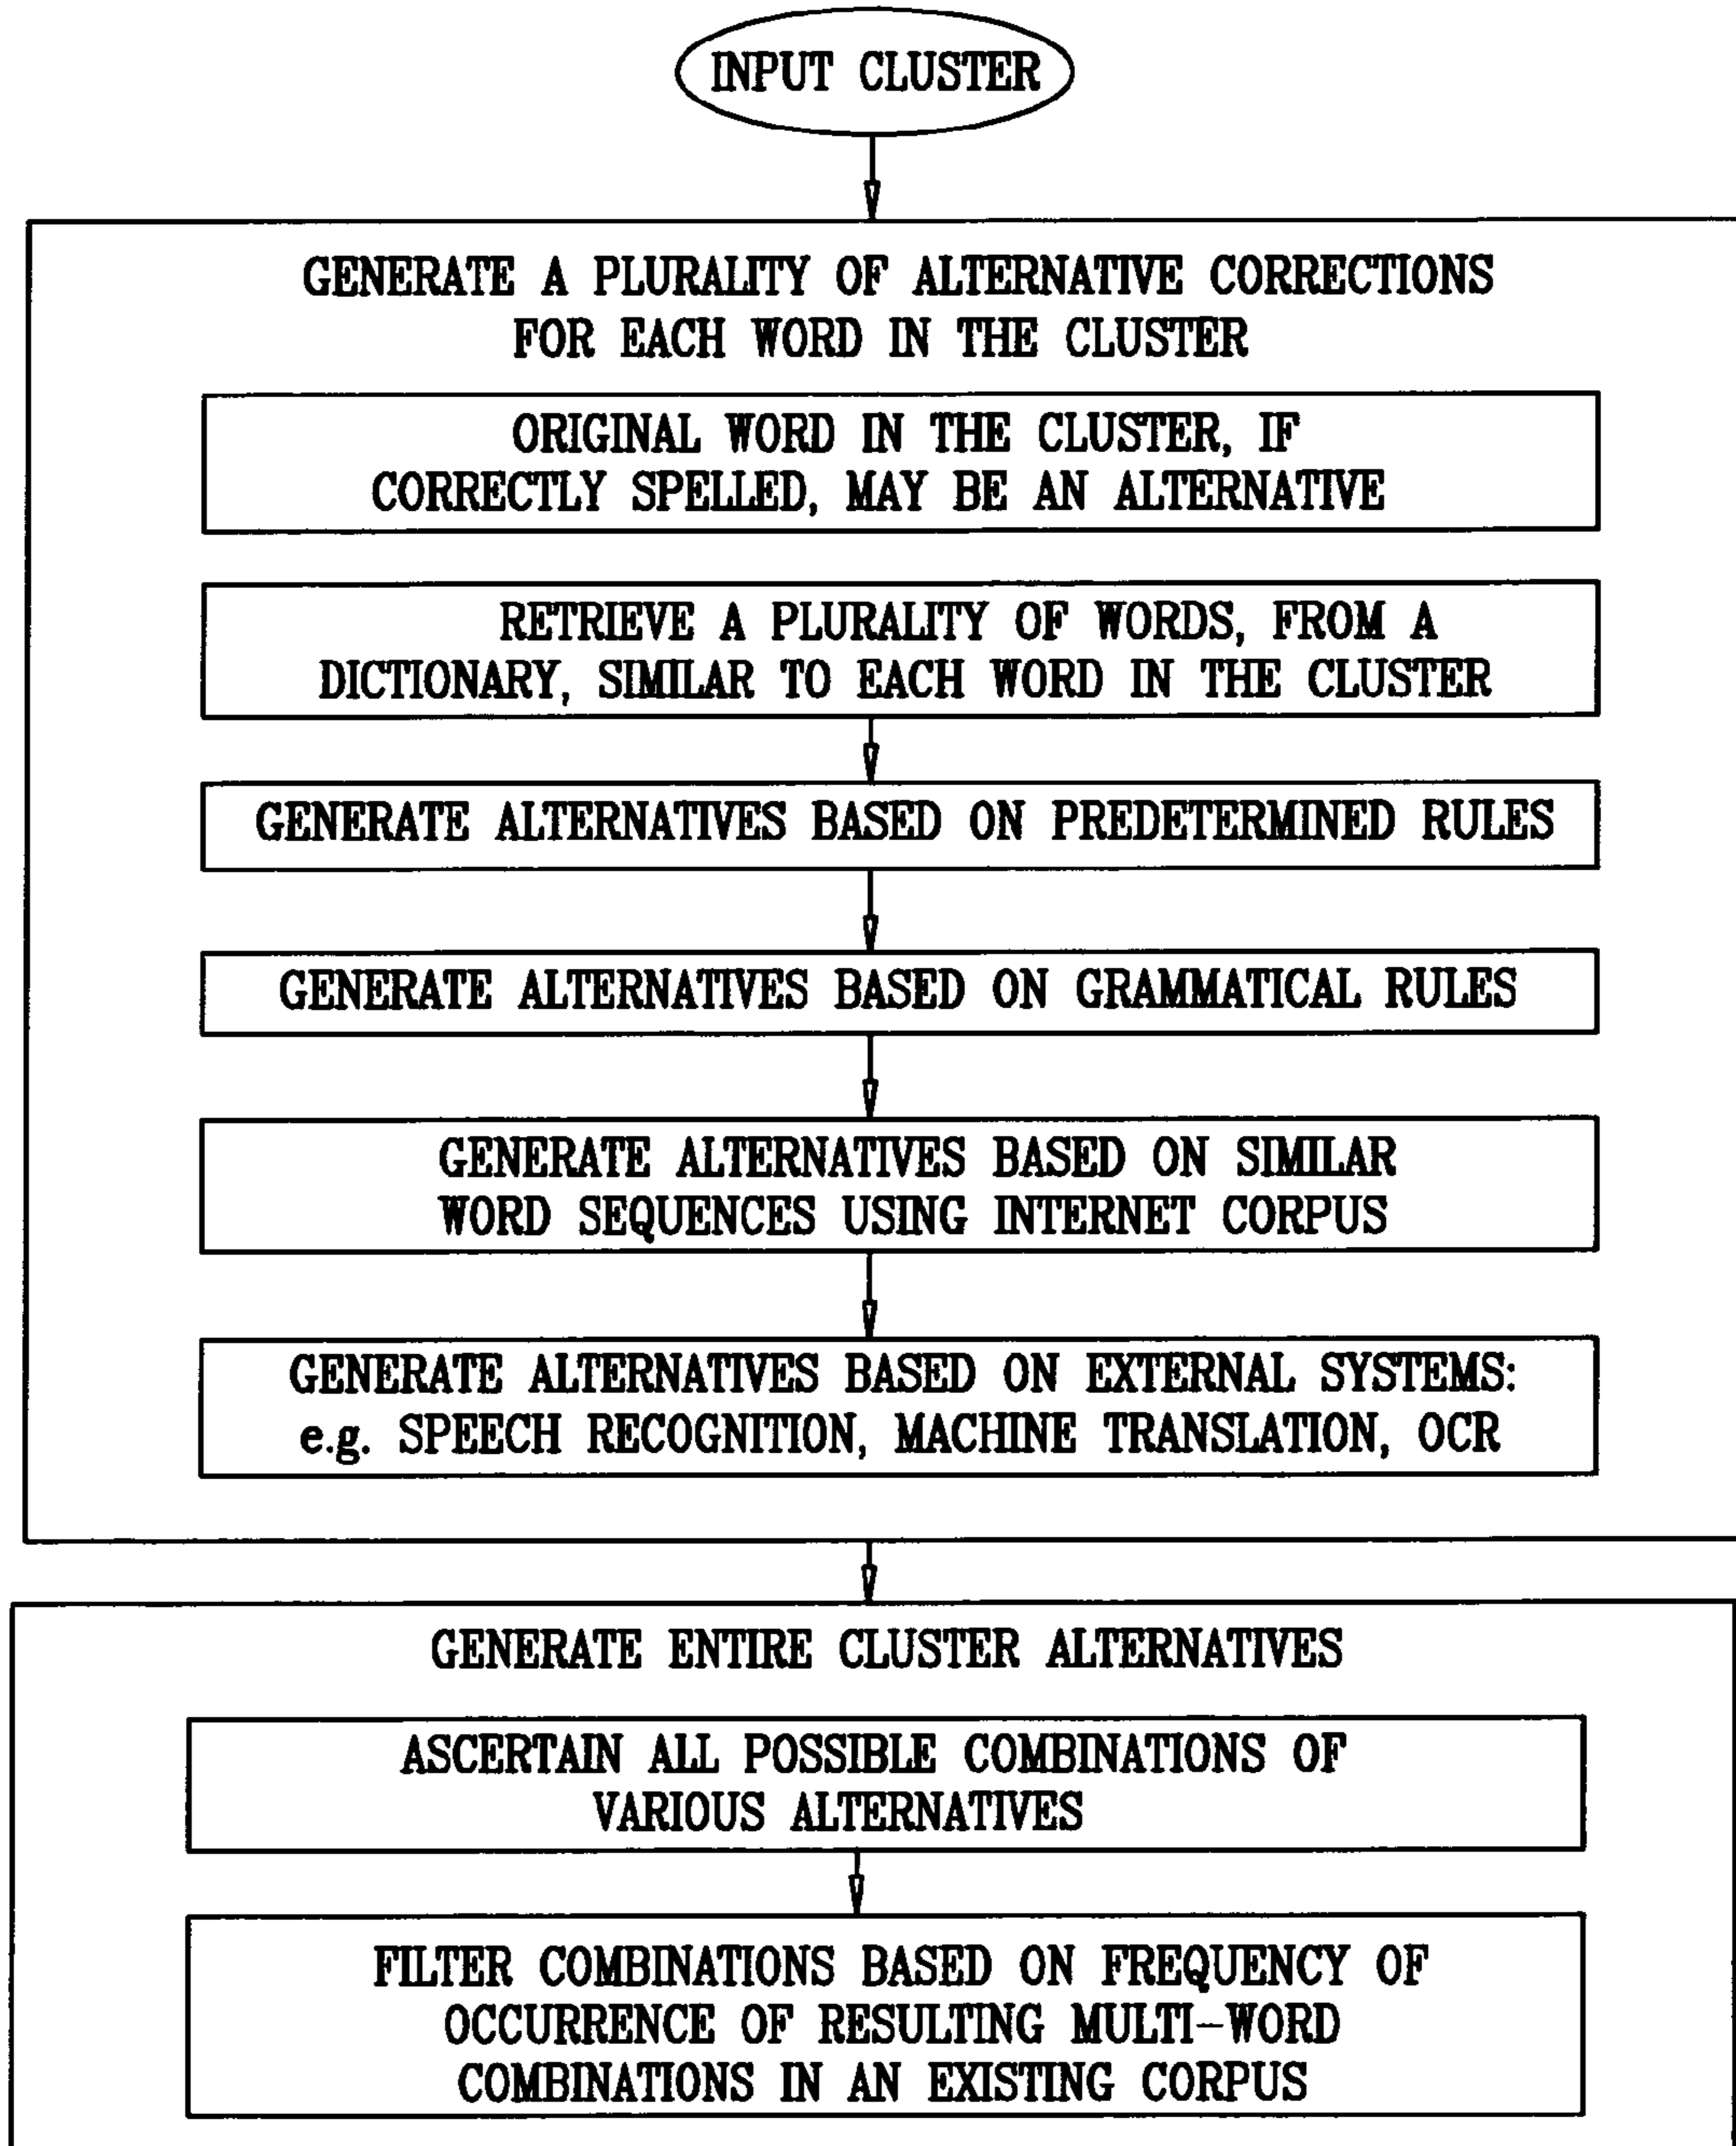 INPUT CLUSTER
GENERATE A PLURALITY OF ALTERNATIVE CORRECTIONS
FOR EACH WORD IN THE CLUSTER
ORIGINAL WORD IN THE CLUSTER, IF
CORRECTLY SPELLED, MAY BE AN ALTERNATIVE
RETRIEVE A PLURALITY OF WORDS, FROM A
DICTIONARY, SIMILAR TO EACH WORD IN THE CLUSTER
GENERATE ALTERNATIVES BASED ON PREDETERMINED RULES
GENERATE ALTERNATIVES BASED ON GRAMMATICAL RULES
GENERATE ALTERNATIVES BASED ON SIMILAR
WORD SEQUENCES USING INTERNET CORPUS
GENERATE ALTERNATIVES BASED ON EXTERNAL SYSTEMS:
e.g. SPEECH RECOGNITION, MACHINE TRANSLATION, OCR
GENERATE ENTIRE CLUSTER ALTERNATIVES
ASCERTAIN ALL POSSIBLE COMBINATIONS OF
VARIOUS ALTERNATIVES
FILTER COMBINATIONS BASED ON FREQUENCY OF
OCCURRENCE OF RESULTING MULTI-WORD
COMBINATIONS IN AN EXISTING CORPUS